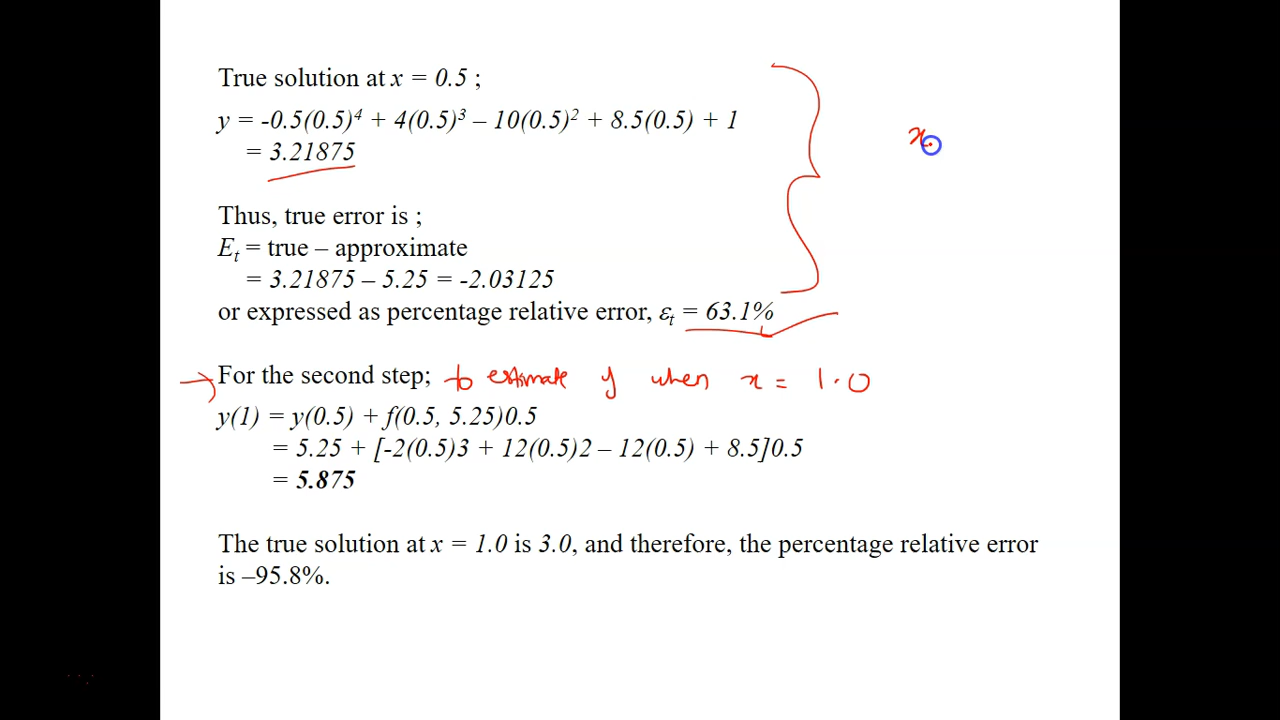 True solution at x = 0.5 ;
y = -0.5(0.5)⁴ + 4(0.5)³ – 10(0.5)² + 8.5(0.5) + 1
= 3.21875
x
Thus, true error is ;
Eₜ = true – approximate
= 3.21875 – 5.25 = -2.03125
or expressed as percentage relative error, εₜ = 63.1%
For the second step; to estimate y when x = 1.0
y(1) = y(0.5) + f(0.5, 5.25)0.5
= 5.25 + [-2(0.5)3 + 12(0.5)2 – 12(0.5) + 8.5]0.5
= 5.875
The true solution at x = 1.0 is 3.0, and therefore, the percentage relative error
is –95.8%.